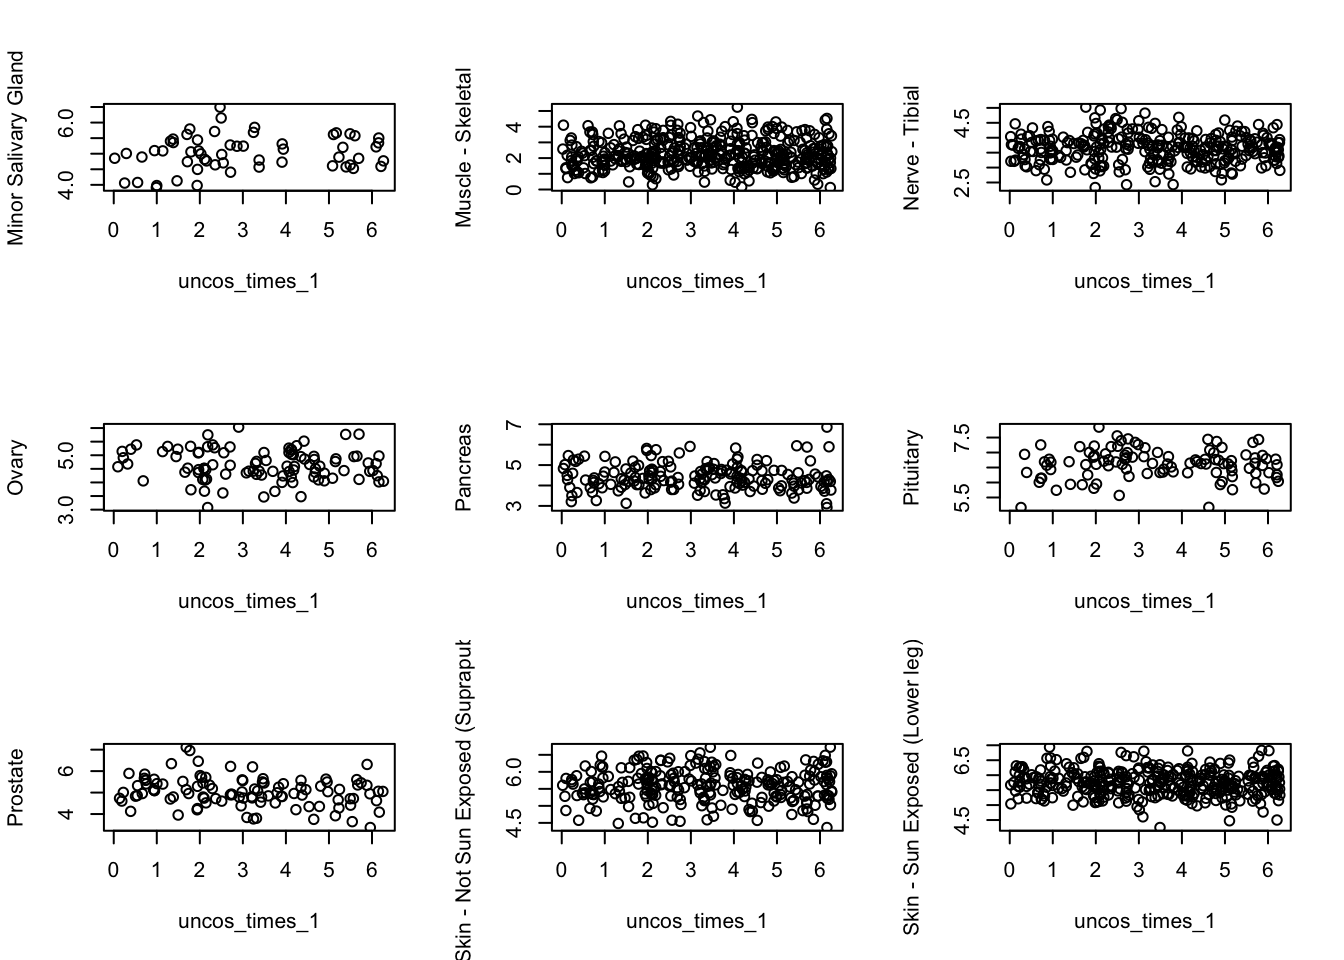 Minor Salivary Gland
6.0
4.0
0 1 2 3 4 5 6
uncos_times_1
Muscle - Skeletal
4
2
0
0 1 2 3 4 5 6
uncos_times_1
Nerve - Tibial
4.5
2.5
0 1 2 3 4 5 6
uncos_times_1
Ovary
5.0
3.0
0 1 2 3 4 5 6
uncos_times_1
Pancreas
7
5
3
0 1 2 3 4 5 6
uncos_times_1
Pituitary
7.5
5.5
0 1 2 3 4 5 6
uncos_times_1
Prostate
6
4
0 1 2 3 4 5 6
uncos_times_1
Skin - Not Sun Exposed (Suprapub
6.0
4.5
0 1 2 3 4 5 6
uncos_times_1
Skin - Sun Exposed (Lower leg)
6.5
4.5
0 1 2 3 4 5 6
uncos_times_1